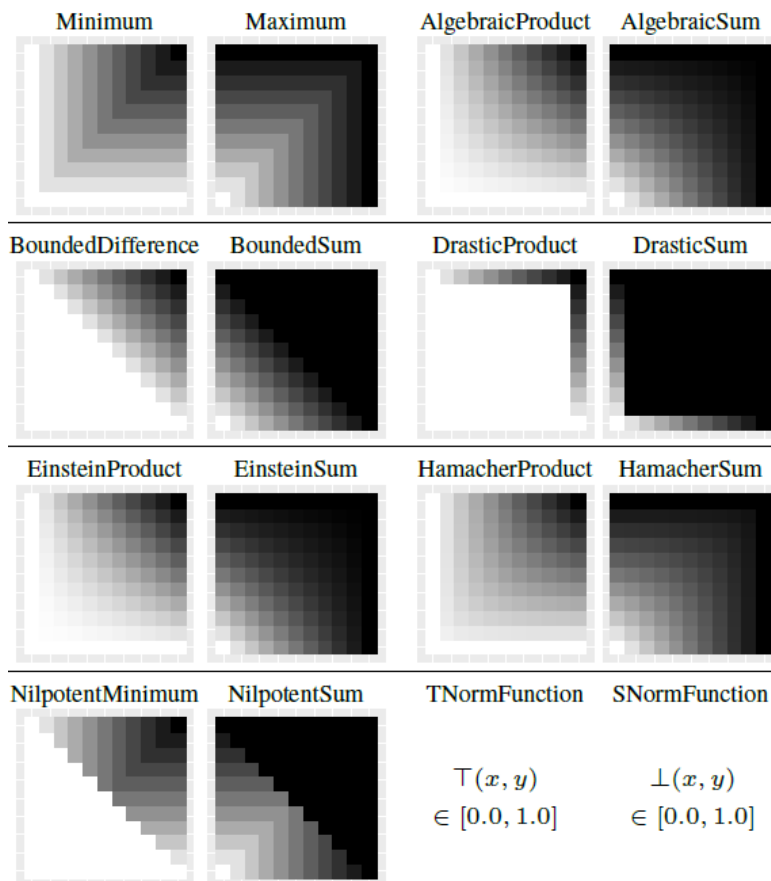 Minimum Maximum AlgebraicProduct AlgebraicSum
BoundedDifference BoundedSum DrasticProduct DrasticSum
EinsteinProduct EinsteinSum HamacherProduct HamacherSum
NilpotentMinimum NilpotentSum TNormFunction SNormFunction
⊤(x, y) ⊥(x, y)
∈ [0.0, 1.0] ∈ [0.0, 1.0]